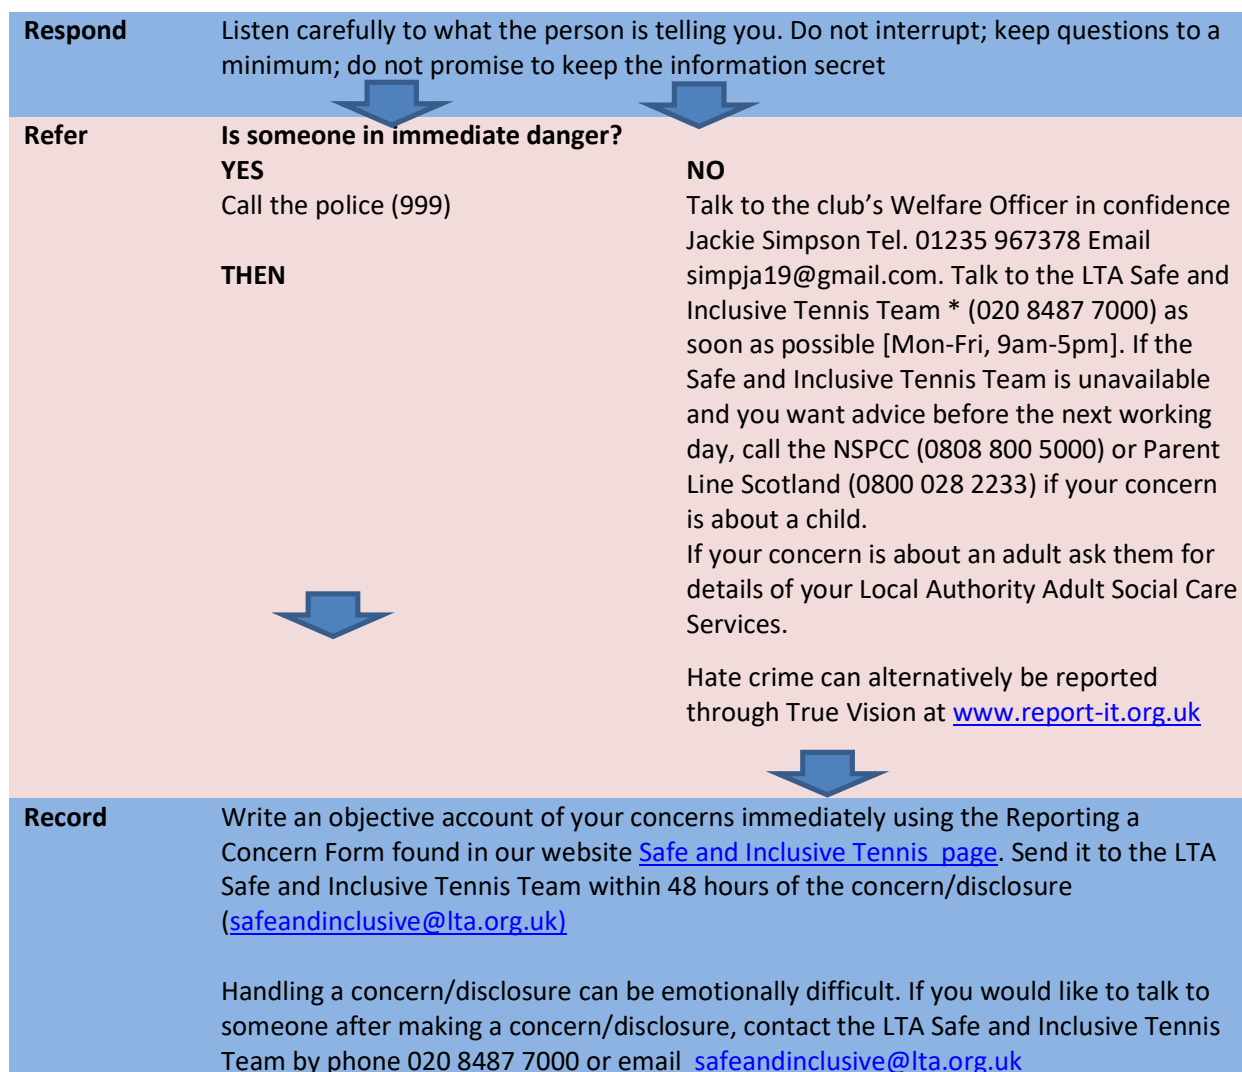 Respond
Listen carefully to what the person is telling you. Do not interrupt; keep questions to a
minimum; do not promise to keep the information secret
Refer
Is someone in immediate danger?
YES
Call the police (999)
THEN
NO
Talk to the club’s Welfare Officer in confidence
Jackie Simpson Tel. 01235 967378 Email
simpja19@gmail.com. Talk to the LTA Safe and
Inclusive Tennis Team * (020 8487 7000) as
soon as possible [Mon-Fri, 9am-5pm]. If the
Safe and Inclusive Tennis Team is unavailable
and you want advice before the next working
day, call the NSPCC (0808 800 5000) or Parent
Line Scotland (0800 028 2233) if your concern
is about a child.
If your concern is about an adult ask them for
details of your Local Authority Adult Social Care
Services.
Hate crime can alternatively be reported
through True Vision at www.report-it.org.uk
Record
Write an objective account of your concerns immediately using the Reporting a
Concern Form found in our website Safe and Inclusive Tennis  page. Send it to the LTA
Safe and Inclusive Tennis Team within 48 hours of the concern/disclosure
(safeandinclusive@lta.org.uk)
Handling a concern/disclosure can be emotionally difficult. If you would like to talk to
someone after making a concern/disclosure, contact the LTA Safe and Inclusive Tennis
Team by phone 020 8487 7000 or email  safeandinclusive@lta.org.uk